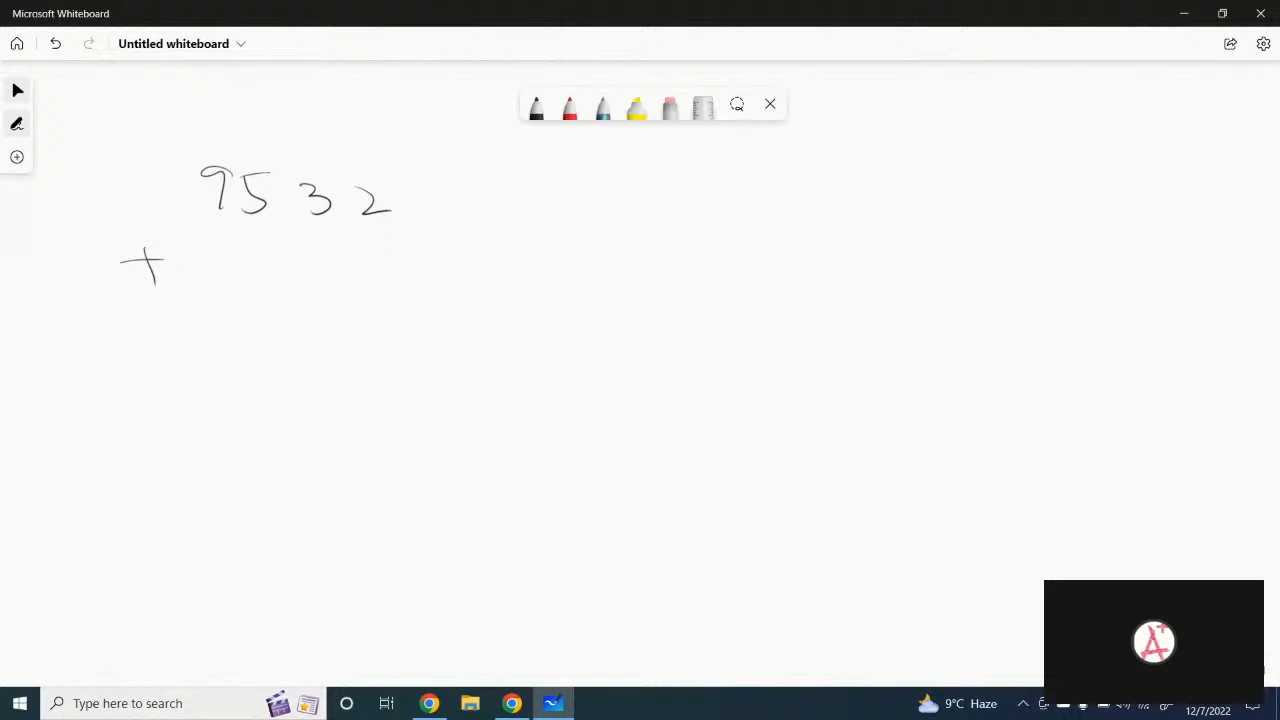 Microsoft Whiteboard
Untitled whiteboard
9532
+
A+
Type here to search
9°C Haze
12/7/2022